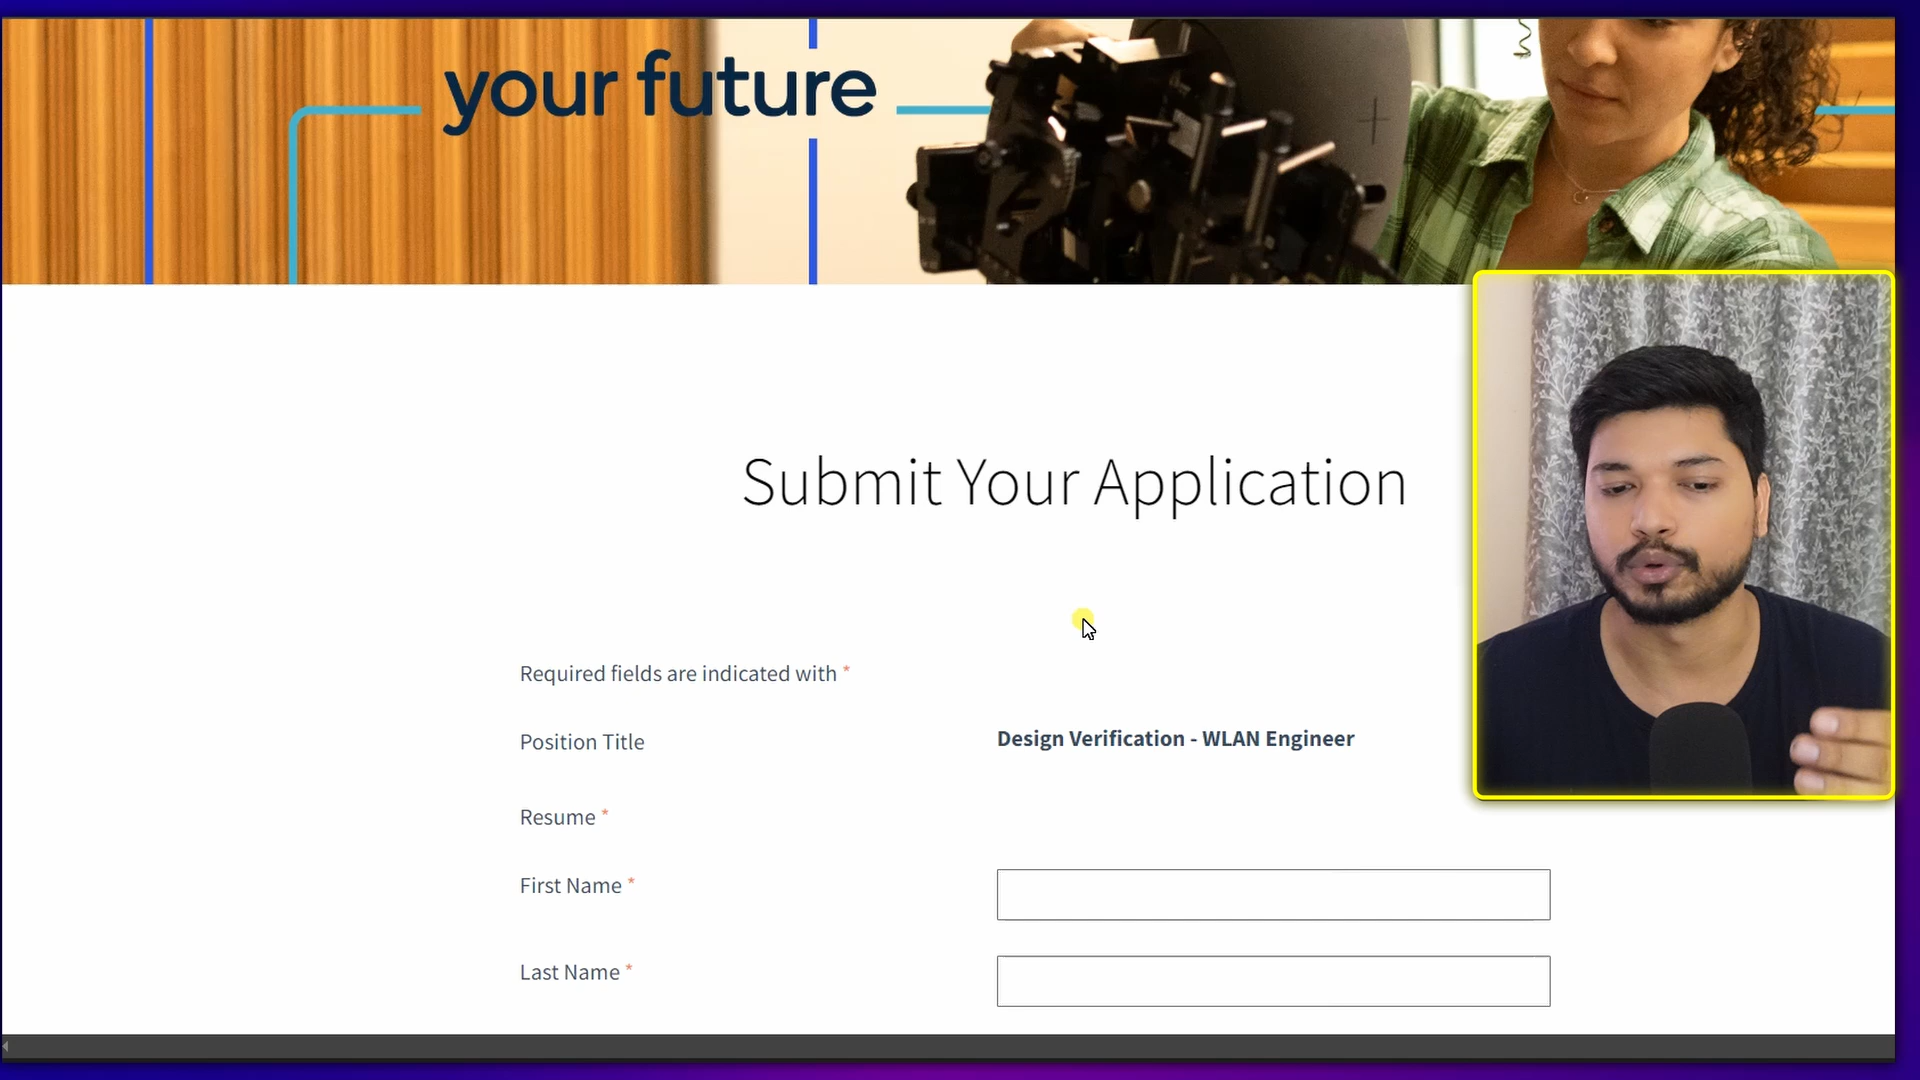 your future
Submit Your Application
Required fields are indicated with *
Position Title
Design Verification - WLAN Engineer
Resume *
First Name *
Last Name *